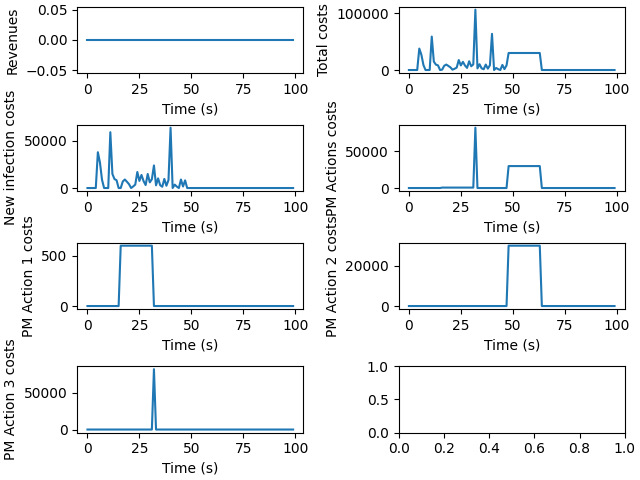 Revenues
0.05
0.00
−0.05
0 25 50 75 100
Time (s)
Total costs
100000
0
0 25 50 75 100
Time (s)
New infection costs
50000
0
0 25 50 75 100
Time (s)
PM Actions costs
50000
0
0 25 50 75 100
Time (s)
PM Action 1 costs
500
0
0 25 50 75 100
Time (s)
PM Action 2 costs
20000
0
0 25 50 75 100
Time (s)
PM Action 3 costs
50000
0
0 25 50 75 100
Time (s)
1.0
0.5
0.0
0.0 0.2 0.4 0.6 0.8 1.0